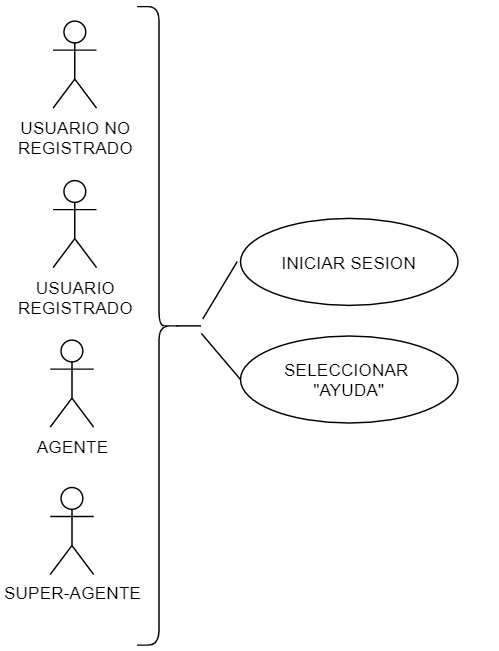 USUARIO NO
REGISTRADO
USUARIO
REGISTRADO
AGENTE
SUPER-AGENTE
INICIAR SESION
SELECCIONAR
"AYUDA"